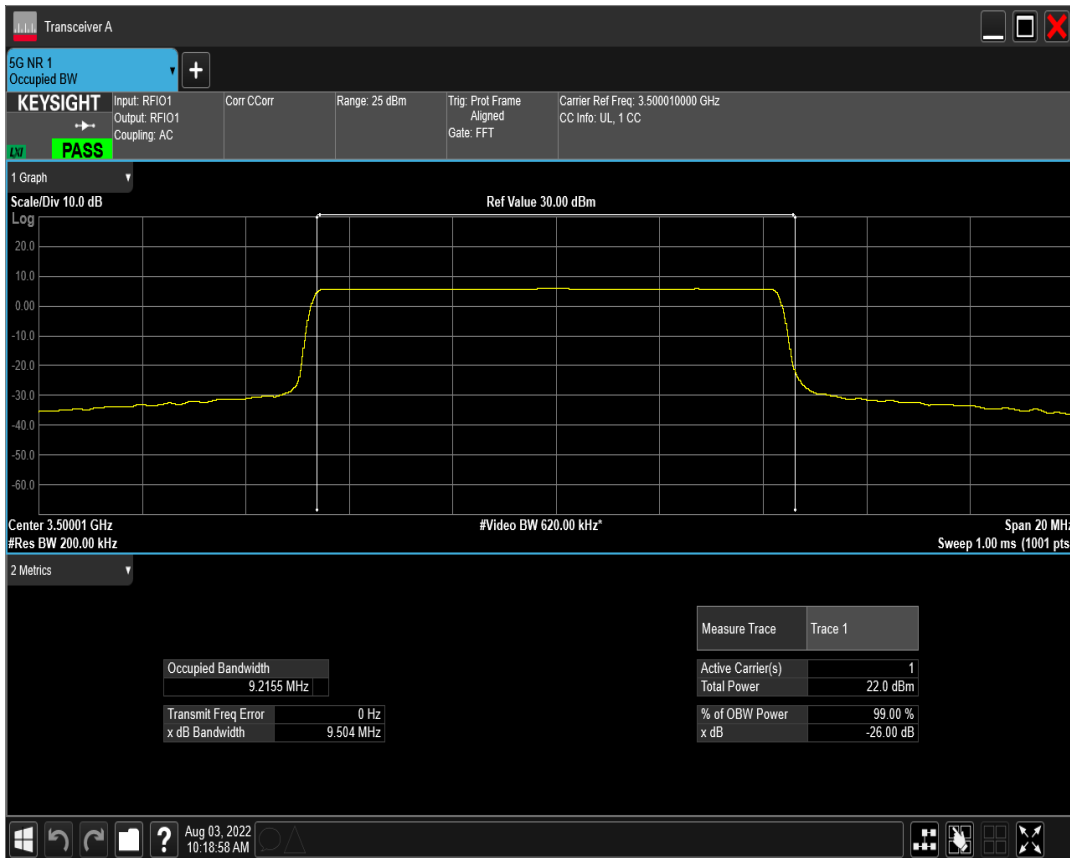 Transceiver A
5G NR 1
Occupied BW
KEYSIGHT
LXI
PASS
Input: RFIO1
Output: RFIO1
Coupling: AC
Corr CCorr
Range: 25 dBm
Trig: Prot Frame
Aligned
Gate: FFT
Carrier Ref Freq: 3.500010000 GHz
CC Info: UL, 1 CC
1 Graph
Scale/Div 10.0 dB
Ref Value 30.00 dBm
Log
20.0
10.0
0.00
-10.0
-20.0
-30.0
-40.0
-50.0
-60.0
Center 3.50001 GHz
#Video BW 620.00 kHz*
Span 20 MHz
#Res BW 200.00 kHz
Sweep 1.00 ms (1001 pts
2 Metrics
Measure Trace Trace 1
Occupied Bandwidth
9.2155 MHz
Active Carrier(s) 1
Total Power 22.0 dBm
Transmit Freq Error 0 Hz
x dB Bandwidth 9.504 MHz
% of OBW Power 99.00 %
x dB -26.00 dB
?
Aug 03, 2022
10:18:58 AM